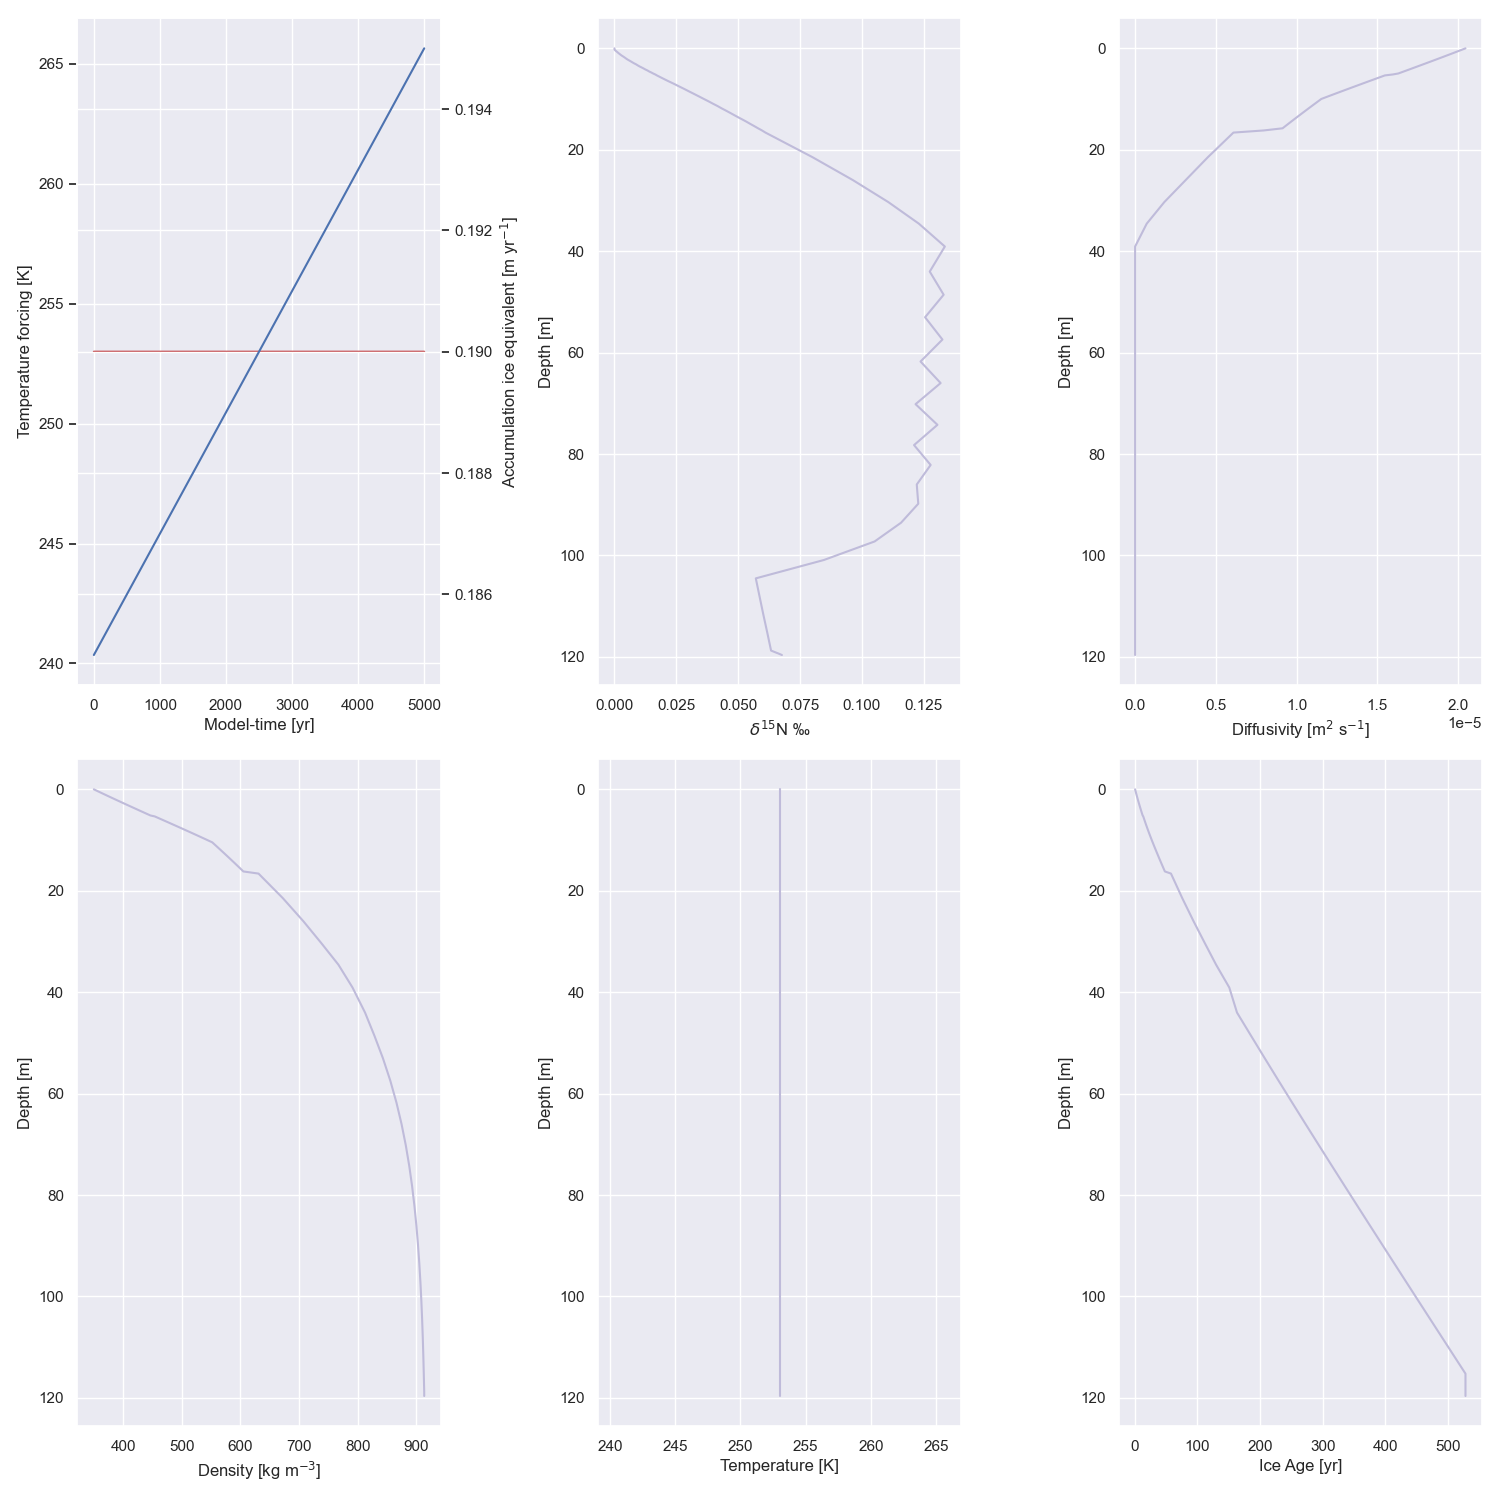 265
260
255
250
245
240
Temperature forcing [K]
0.194
0.192
0.190
0.188
0.186
Accumulation ice equivalent [m yr⁻¹]
0 1000 2000 3000 4000 5000
Model-time [yr]
0
20
40
60
80
100
120
Depth [m]
0.000 0.025 0.050 0.075 0.100 0.125
δ¹⁵N ‰
0
20
40
60
80
100
120
Depth [m]
0.0 0.5 1.0 1.5 2.0
1e−5
Diffusivity [m² s⁻¹]
0
20
40
60
80
100
120
Depth [m]
400 500 600 700 800 900
Density [kg m⁻³]
0
20
40
60
80
100
120
Depth [m]
240 245 250 255 260 265
Temperature [K]
0
20
40
60
80
100
120
Depth [m]
0 100 200 300 400 500
Ice Age [yr]